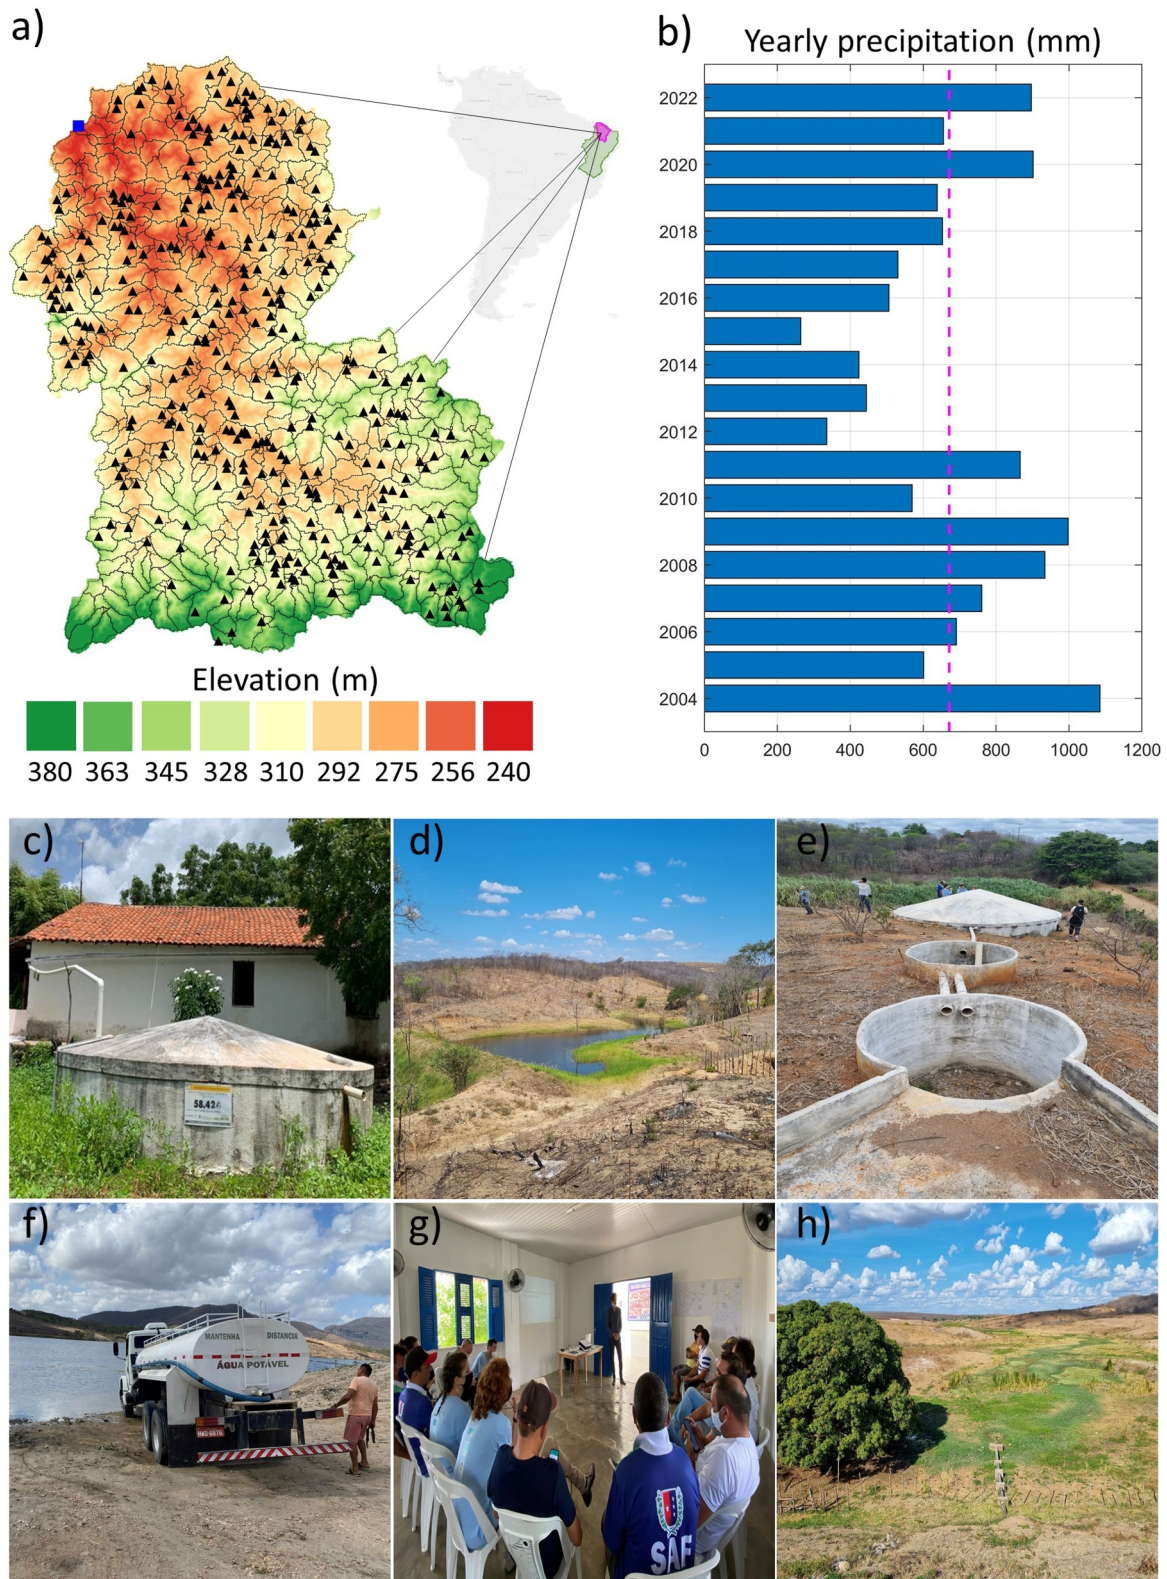 a)
b)
Yearly precipitation (mm)
2022
2020
2018
2016
2014
2012
2010
2008
2006
2004
0 200 400 600 800 1000 1200
Elevation (m)
380 363 345 328 310 292 275 256 240
c)
d)
e)
58.424
f)
g)
h)
MANTENHA DISTANCIA
ÁGUA POTÁVEL
SAF